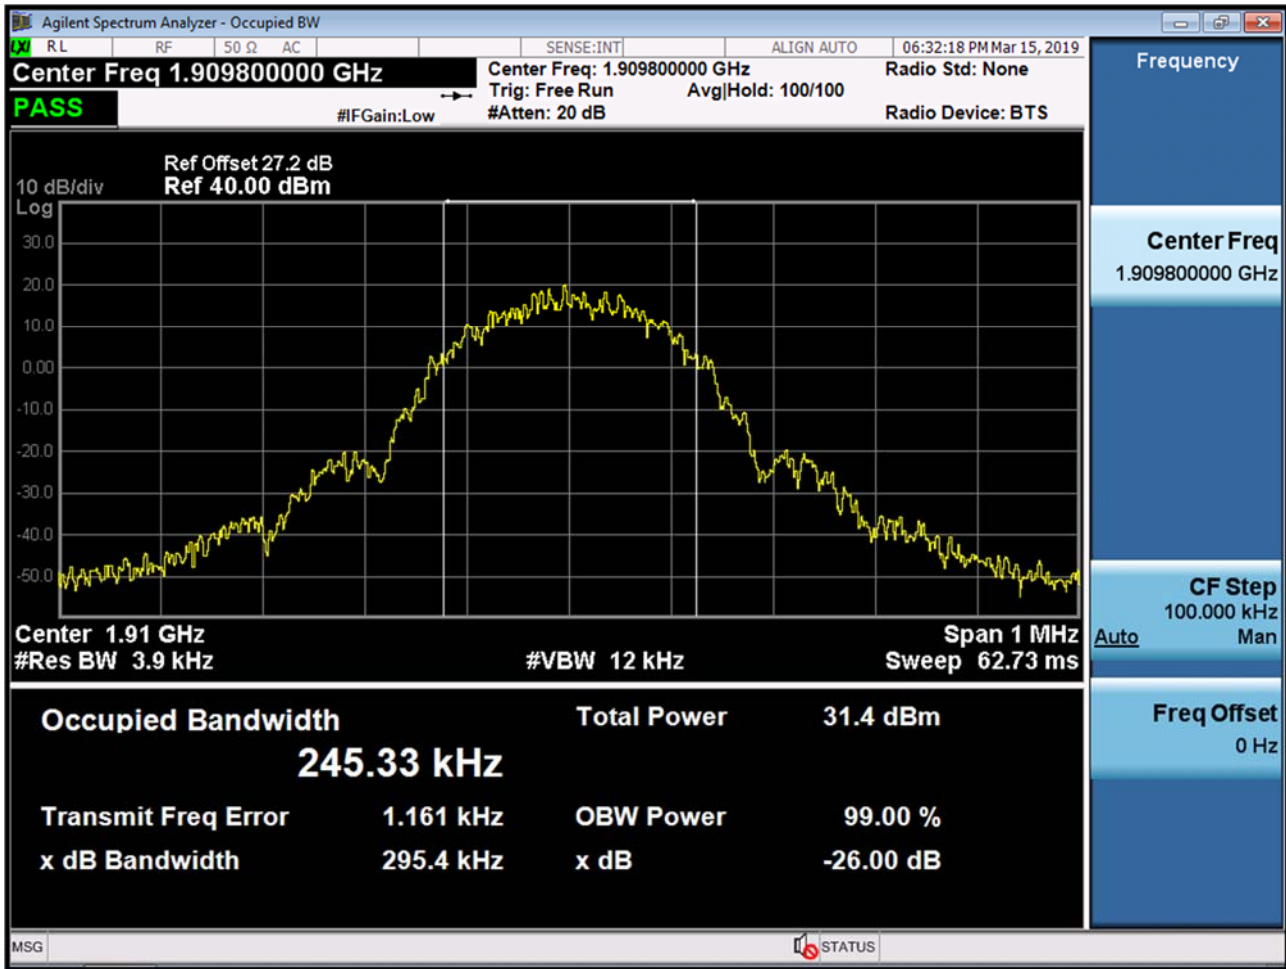 Agilent Spectrum Analyzer - Occupied BW
LXI RL RF 50 Ω AC SENSE:INT ALIGN AUTO 06:32:18 PM Mar 15, 2019
Center Freq 1.909800000 GHz
PASS
#IFGain:Low
Center Freq: 1.909800000 GHz
Trig: Free Run Avg|Hold: 100/100
#Atten: 20 dB
Radio Std: None
Radio Device: BTS
Ref Offset 27.2 dB
10 dB/div Ref 40.00 dBm
Log
30.0
20.0
10.0
0.00
-10.0
-20.0
-30.0
-40.0
-50.0
Center 1.91 GHz Span 1 MHz
#Res BW 3.9 kHz #VBW 12 kHz Sweep 62.73 ms
Occupied Bandwidth Total Power 31.4 dBm
245.33 kHz
Transmit Freq Error 1.161 kHz OBW Power 99.00 %
x dB Bandwidth 295.4 kHz x dB -26.00 dB
Frequency
Center Freq
1.909800000 GHz
CF Step
100.000 kHz
Auto Man
Freq Offset
0 Hz
MSG STATUS